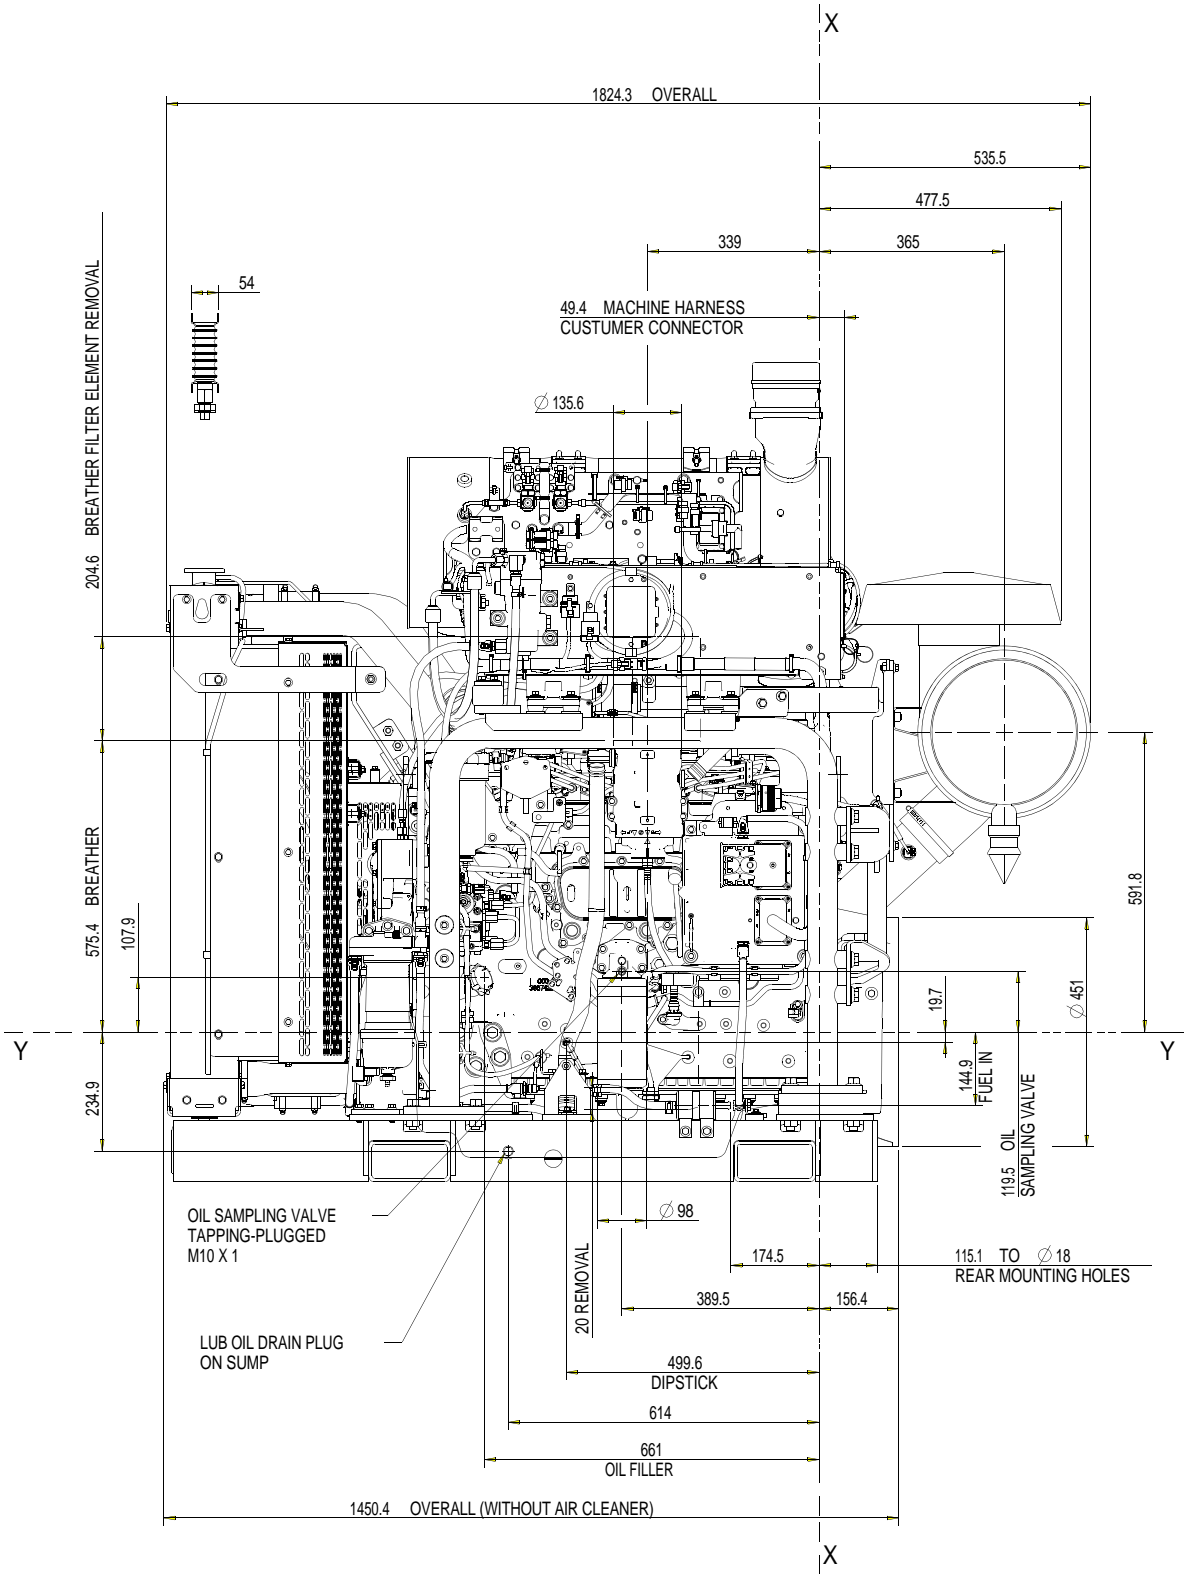 X
1824.3 OVERALL
535.5
477.5
339
365
54
49.4 MACHINE HARNESS
CUSTUMER CONNECTOR
204.6 BREATHER FILTER ELEMENT REMOVAL
Ø 135.6
575.4 BREATHER
107.9
591.8
19.7
Ø 451
Y
Y
234.9
144.9
FUEL IN
119.5 OIL
SAMPLING VALVE
OIL SAMPLING VALVE
TAPPING-PLUGGED
M10 X 1
Ø 98
174.5
115.1 TO Ø 18
REAR MOUNTING HOLES
20 REMOVAL
389.5
156.4
LUB OIL DRAIN PLUG
ON SUMP
499.6
DIPSTICK
614
661
OIL FILLER
1450.4 OVERALL (WITHOUT AIR CLEANER)
X